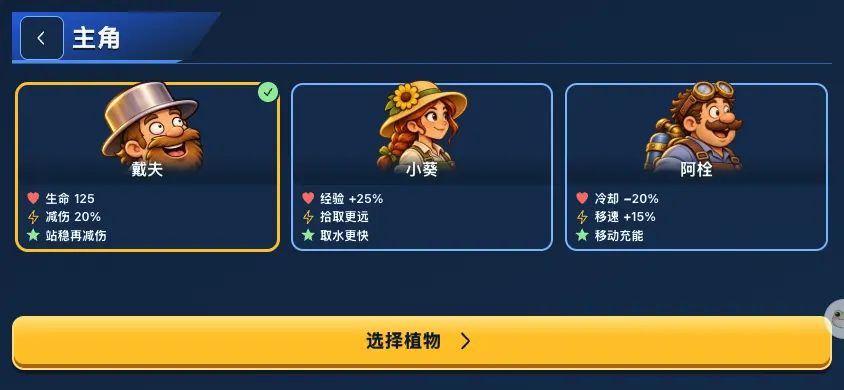 主角
戴夫
生命 125
减伤 20%
站稳再减伤
小葵
经验 +25%
拾取更远
取水更快
阿栓
冷却 -20%
移速 +15%
移动充能
选择植物